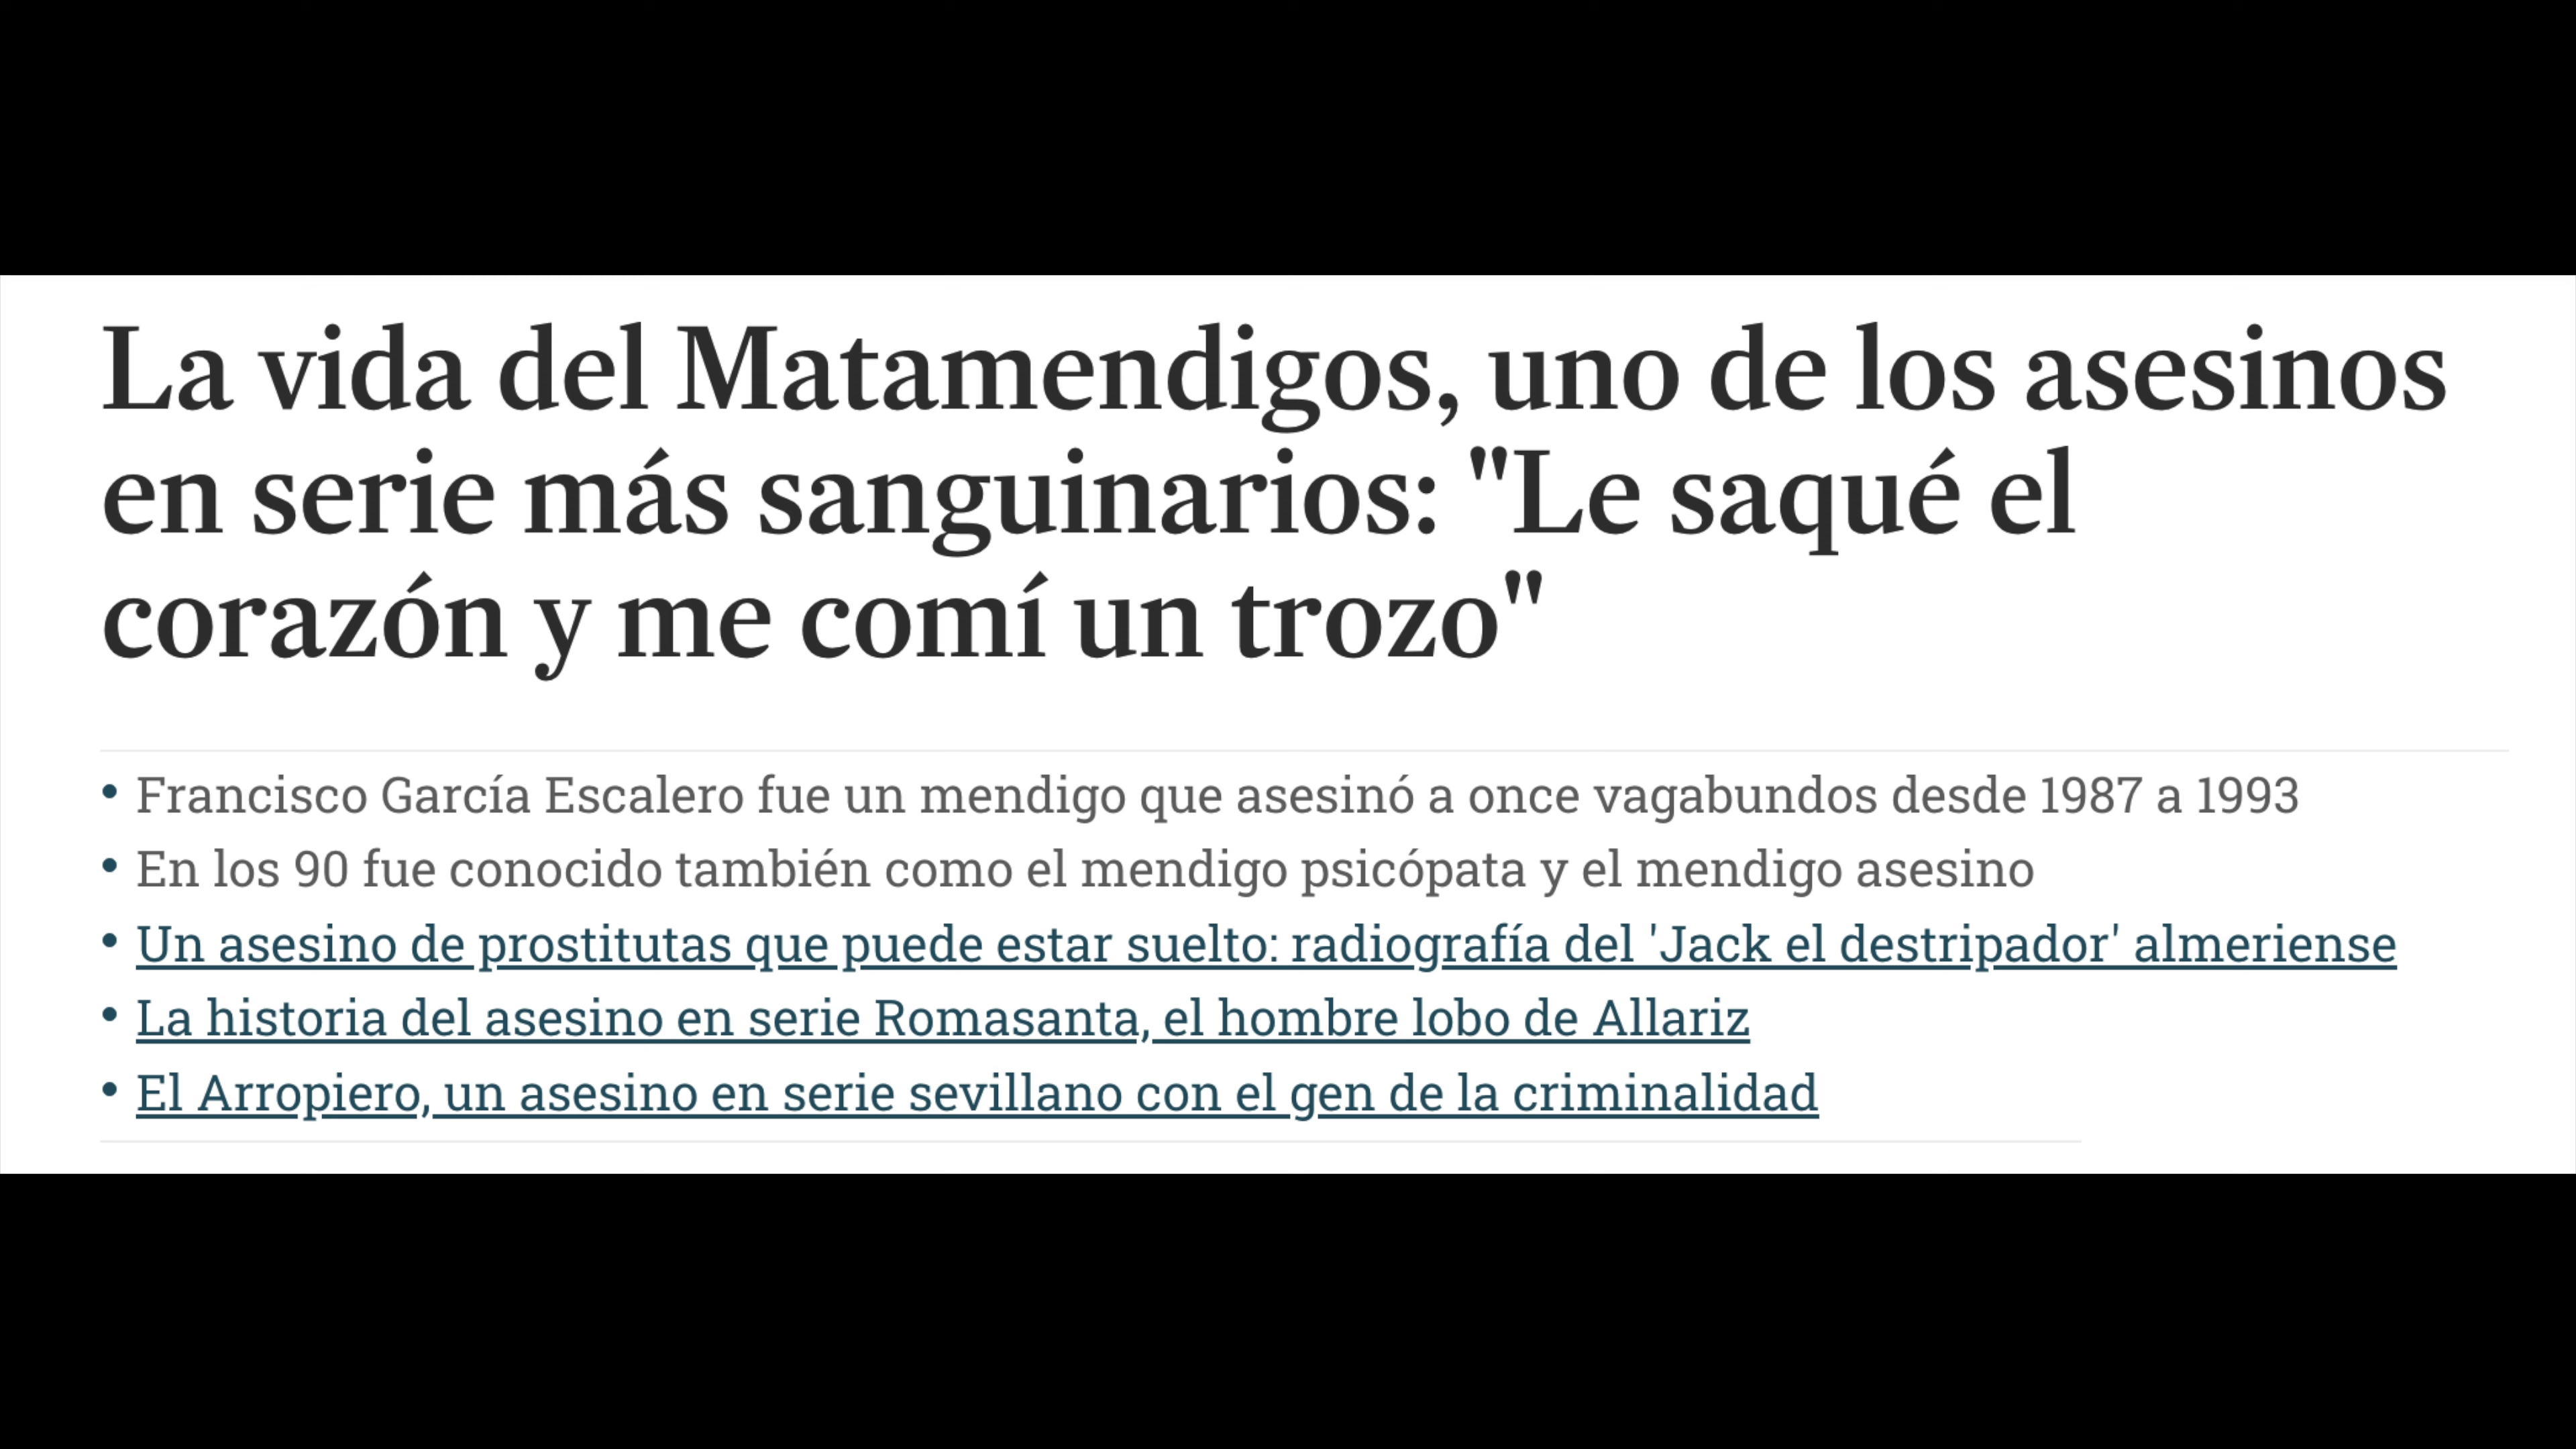 La vida del Matamendigos, uno de los asesinos
en serie más sanguinarios: "Le saqué el
corazón y me comí un trozo"
• Francisco García Escalero fue un mendigo que asesinó a once vagabundos desde 1987 a 1993
• En los 90 fue conocido también como el mendigo psicópata y el mendigo asesino
• Un asesino de prostitutas que puede estar suelto: radiografía del 'Jack el destripador' almeriense
• La historia del asesino en serie Romasanta, el hombre lobo de Allariz
• El Arropiero, un asesino en serie sevillano con el gen de la criminalidad